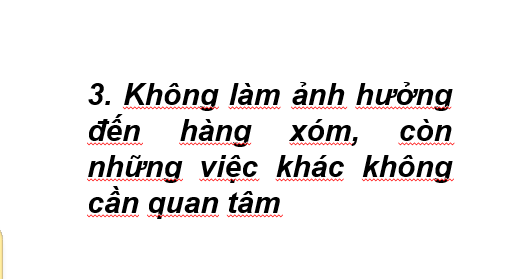 3. Không làm ảnh hưởng
đến hàng xóm, còn
những việc khác không
cần quan tâm